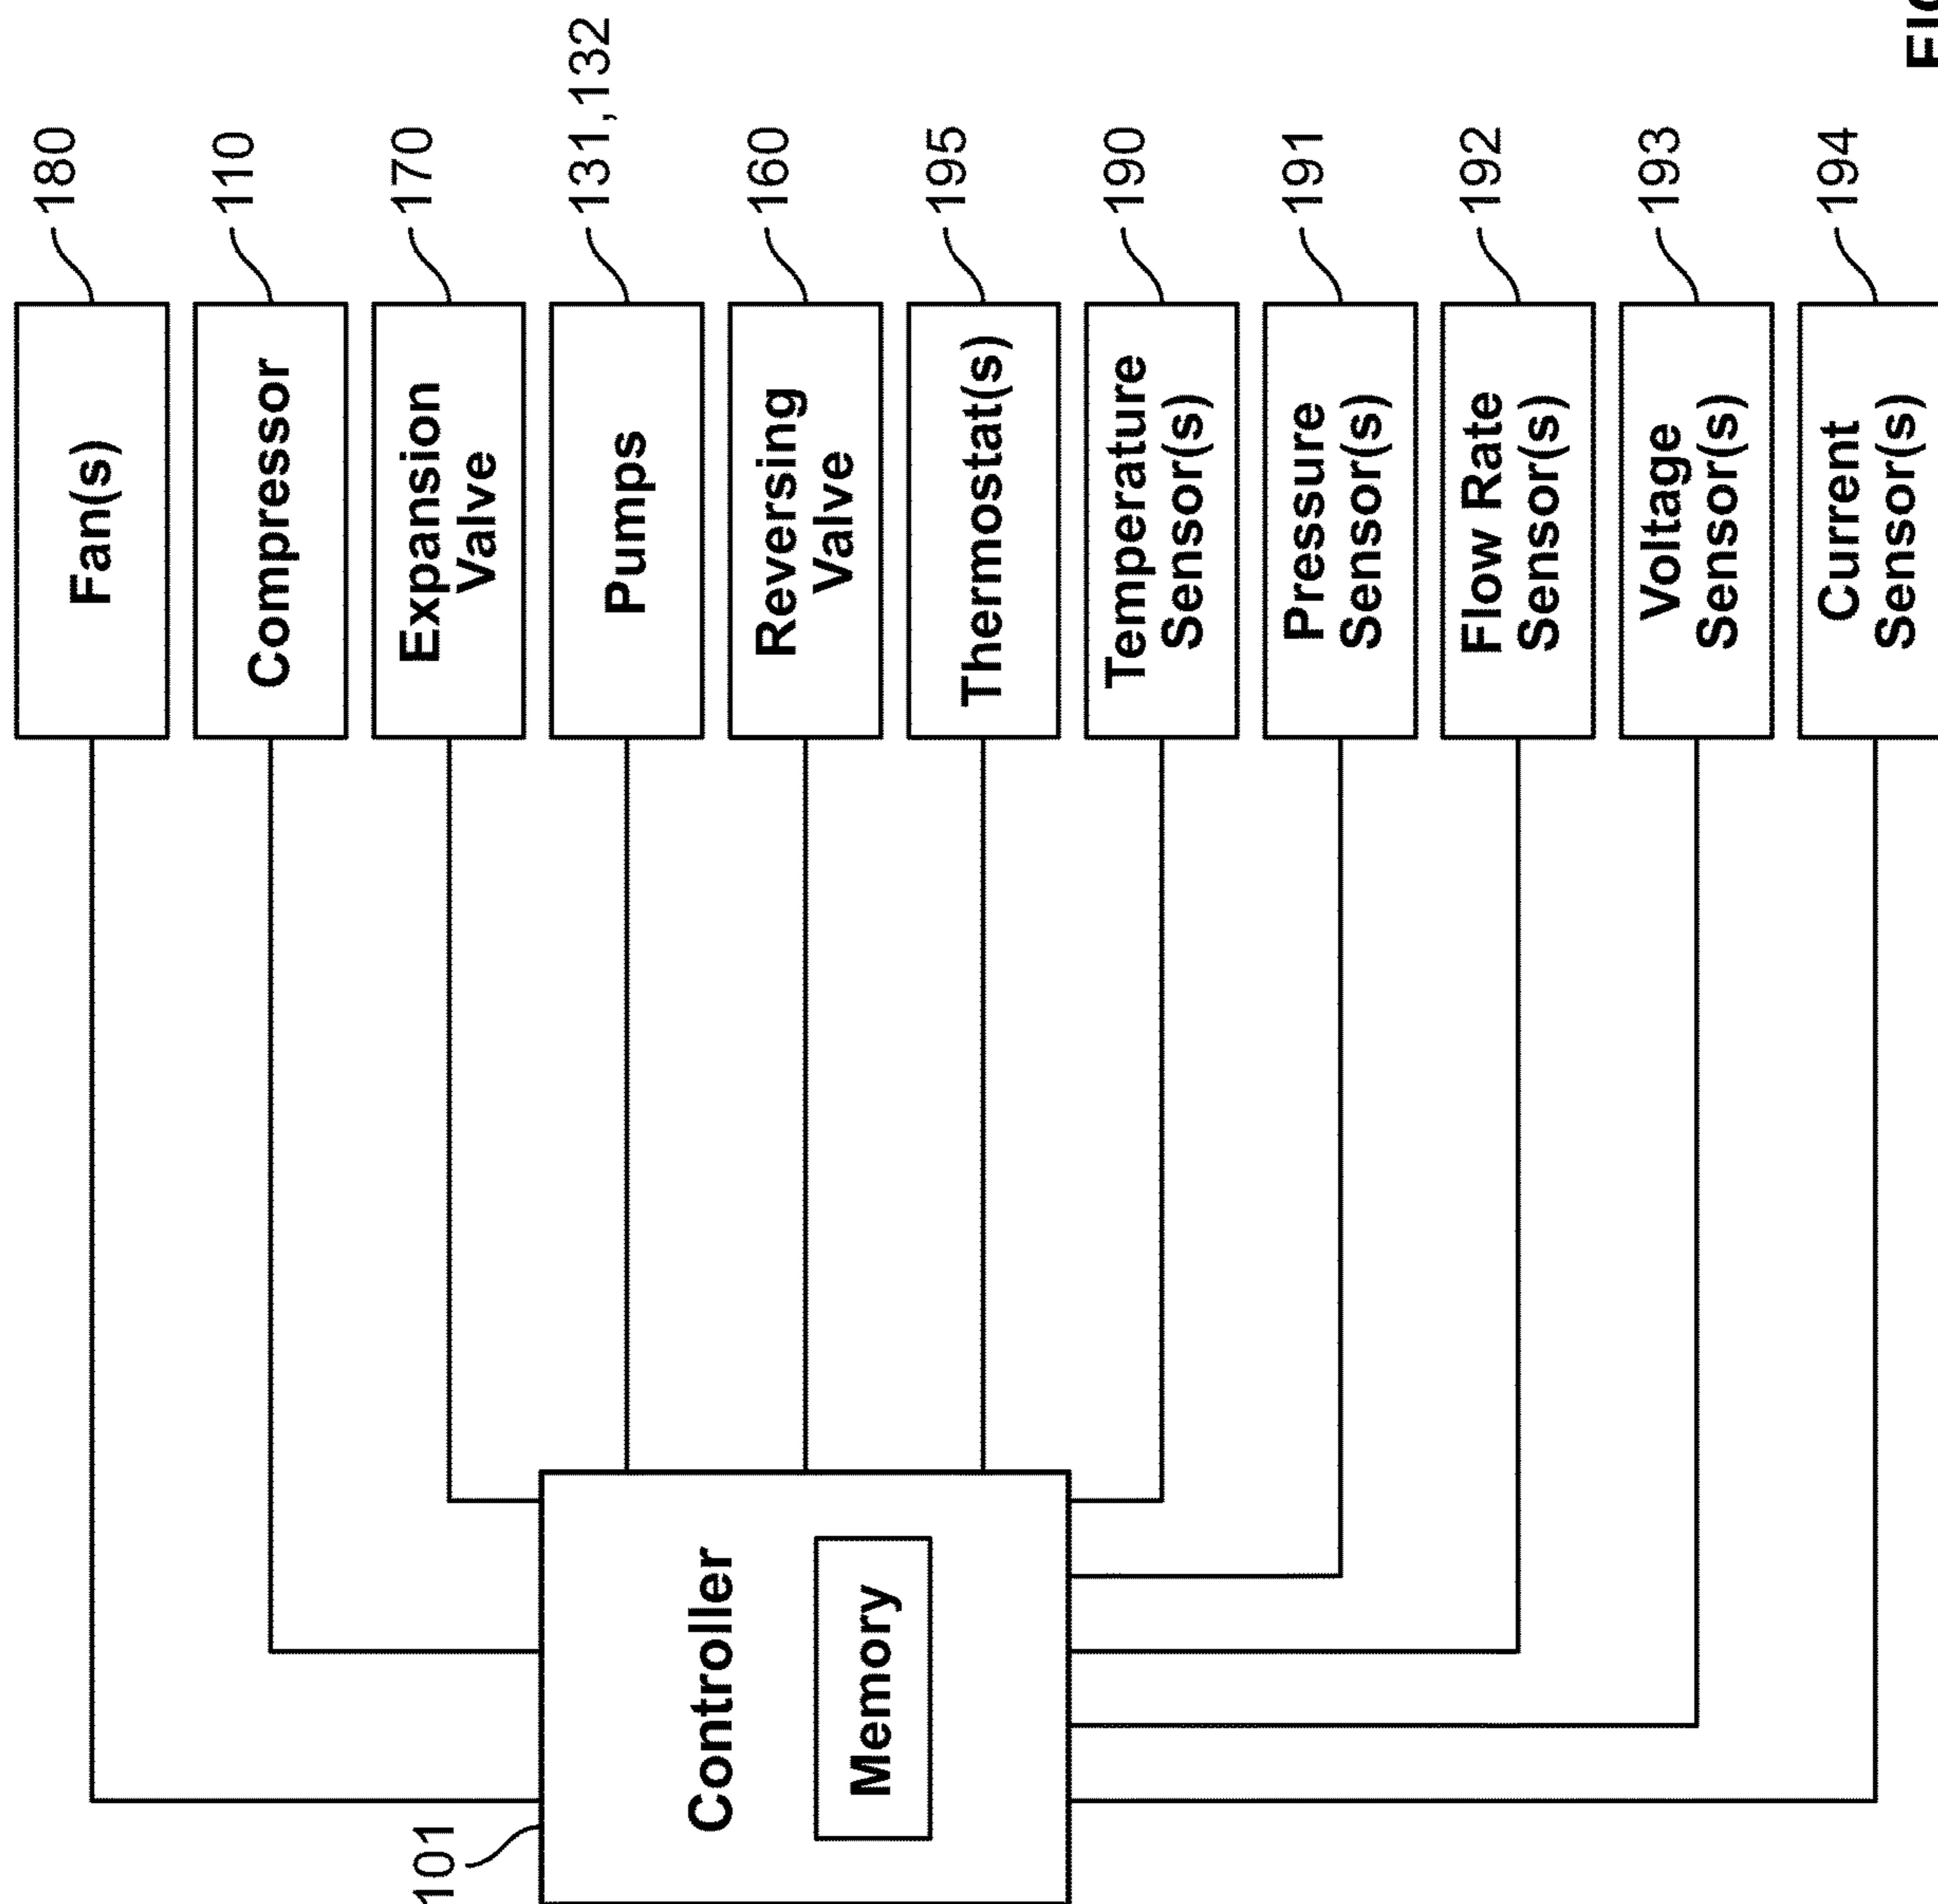 101
Controller
Memory
Fan(s)
180
Compressor
110
Expansion
Valve
170
Pumps
131,132
Reversing
Valve
160
Thermostat(s)
195
Temperature
Sensor(s)
190
Pressure
Sensor(s)
191
Flow Rate
Sensor(s)
192
Voltage
Sensor(s)
193
Current
Sensor(s)
194